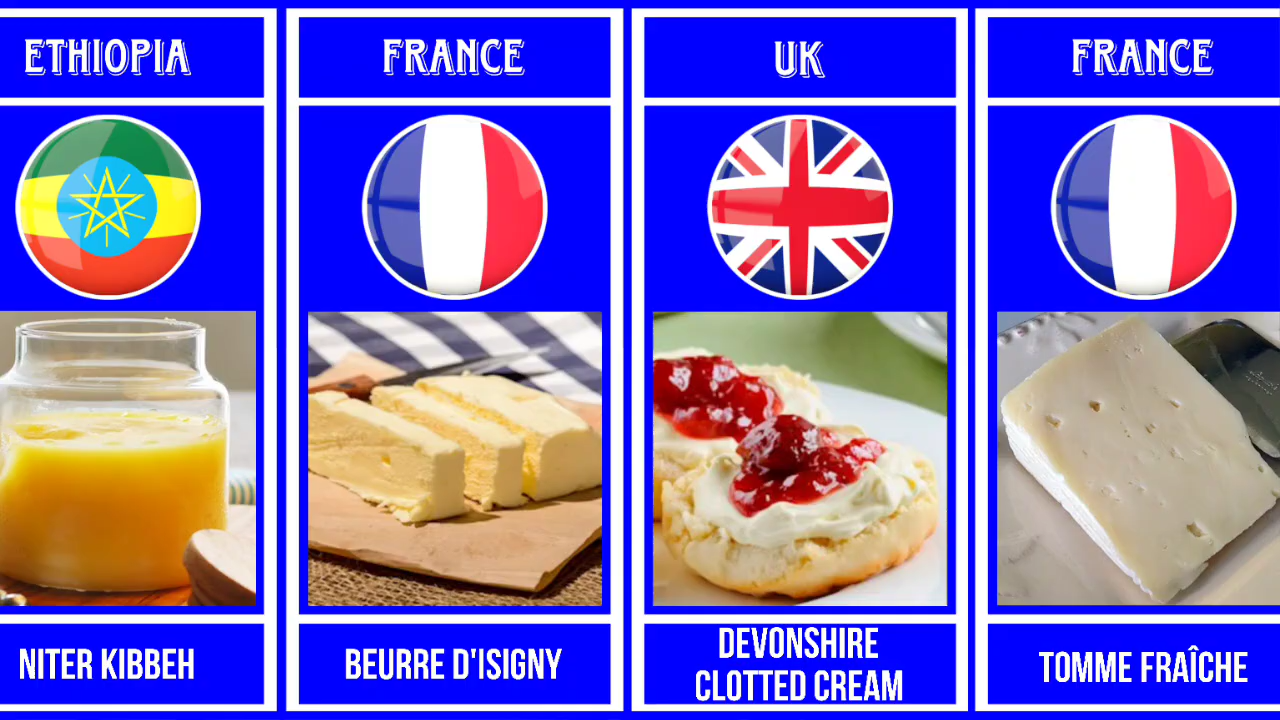 ETHIOPIA
FRANCE
UK
FRANCE
NITER KIBBEH
BEURRE D'ISIGNY
DEVONSHIRE
CLOTTED CREAM
TOMME FRAÎCHE